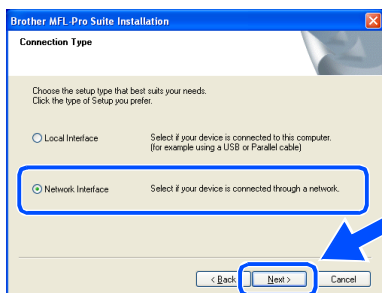 Brother MFL-Pro Suite Installation
Connection Type
Choose the setup type that best suits your needs.
Click the type of Setup you prefer.
Local Interface
Select if your device is connected to this computer.
(for example using a USB or Parallel cable)
Network Interface
Select if your device is connected through a network.
< Back
Next >
Cancel